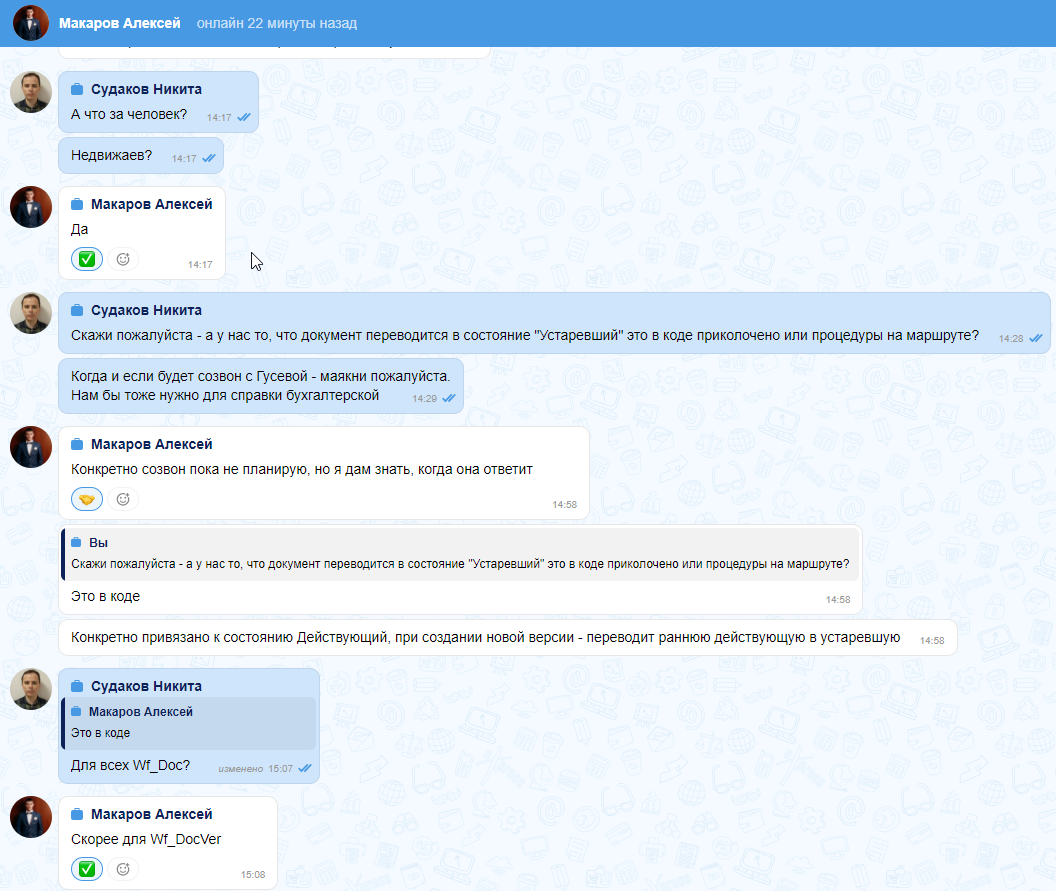 Макаров Алексей онлайн 22 минуты назад
Судаков Никита
А что за человек? 14:17
Недвижаев? 14:17
Макаров Алексей
Да
14:17
Судаков Никита
Скажи пожалуйста - а у нас то, что документ переводится в состояние "Устаревший" это в коде приколочено или процедуры на маршруте? 14:28
Когда и если будет созвон с Гусевой - маякни пожалуйста.
Нам бы тоже нужно для справки бухгалтерской 14:29
Макаров Алексей
Конкретно созвон пока не планирую, но я дам знать, когда она ответит
14:58
Вы
Скажи пожалуйста - а у нас то, что документ переводится в состояние "Устаревший" это в коде приколочено или процедуры на маршруте?
Это в коде 14:58
Конкретно привязано к состоянию Действующий, при создании новой версии - переводит раннюю действующую в устаревшую 14:58
Судаков Никита
Макаров Алексей
Это в коде
Для всех Wf_Doc? изменено 15:07
Макаров Алексей
Скорее для Wf_DocVer
15:08